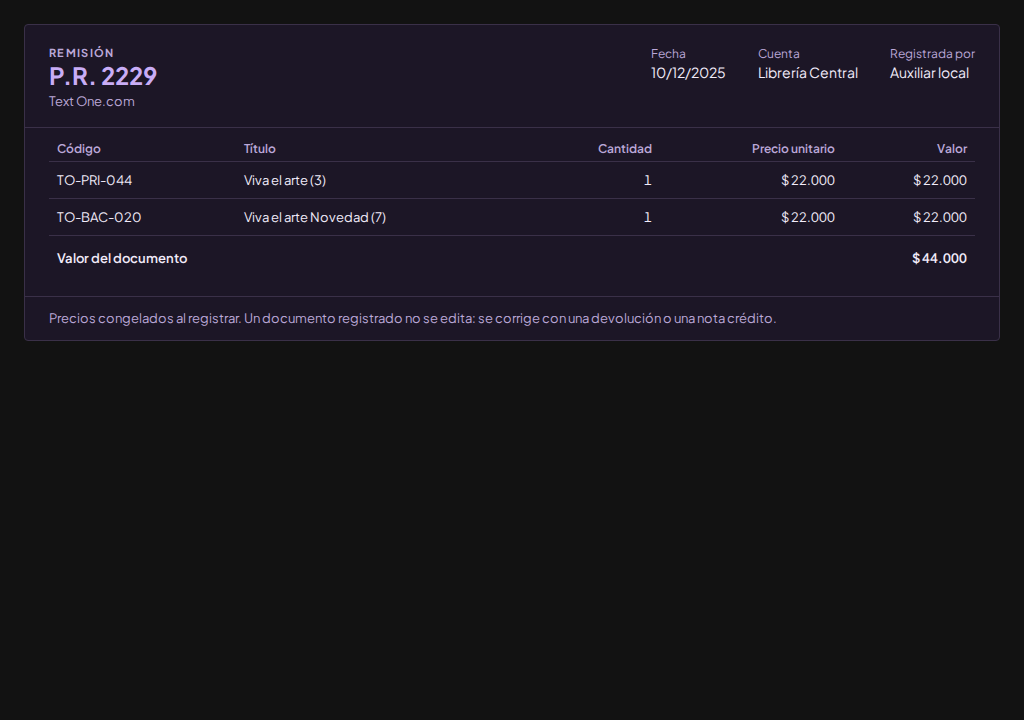 REMISIÓN
P.R. 2229
Text One.com
Fecha
10/12/2025
Cuenta
Librería Central
Registrada por
Auxiliar local
Código Título Cantidad Precio unitario Valor
TO-PRI-044 Viva el arte (3) 1 $ 22.000 $ 22.000
TO-BAC-020 Viva el arte Novedad (7) 1 $ 22.000 $ 22.000
Valor del documento $ 44.000
Precios congelados al registrar. Un documento registrado no se edita: se corrige con una devolución o una nota crédito.